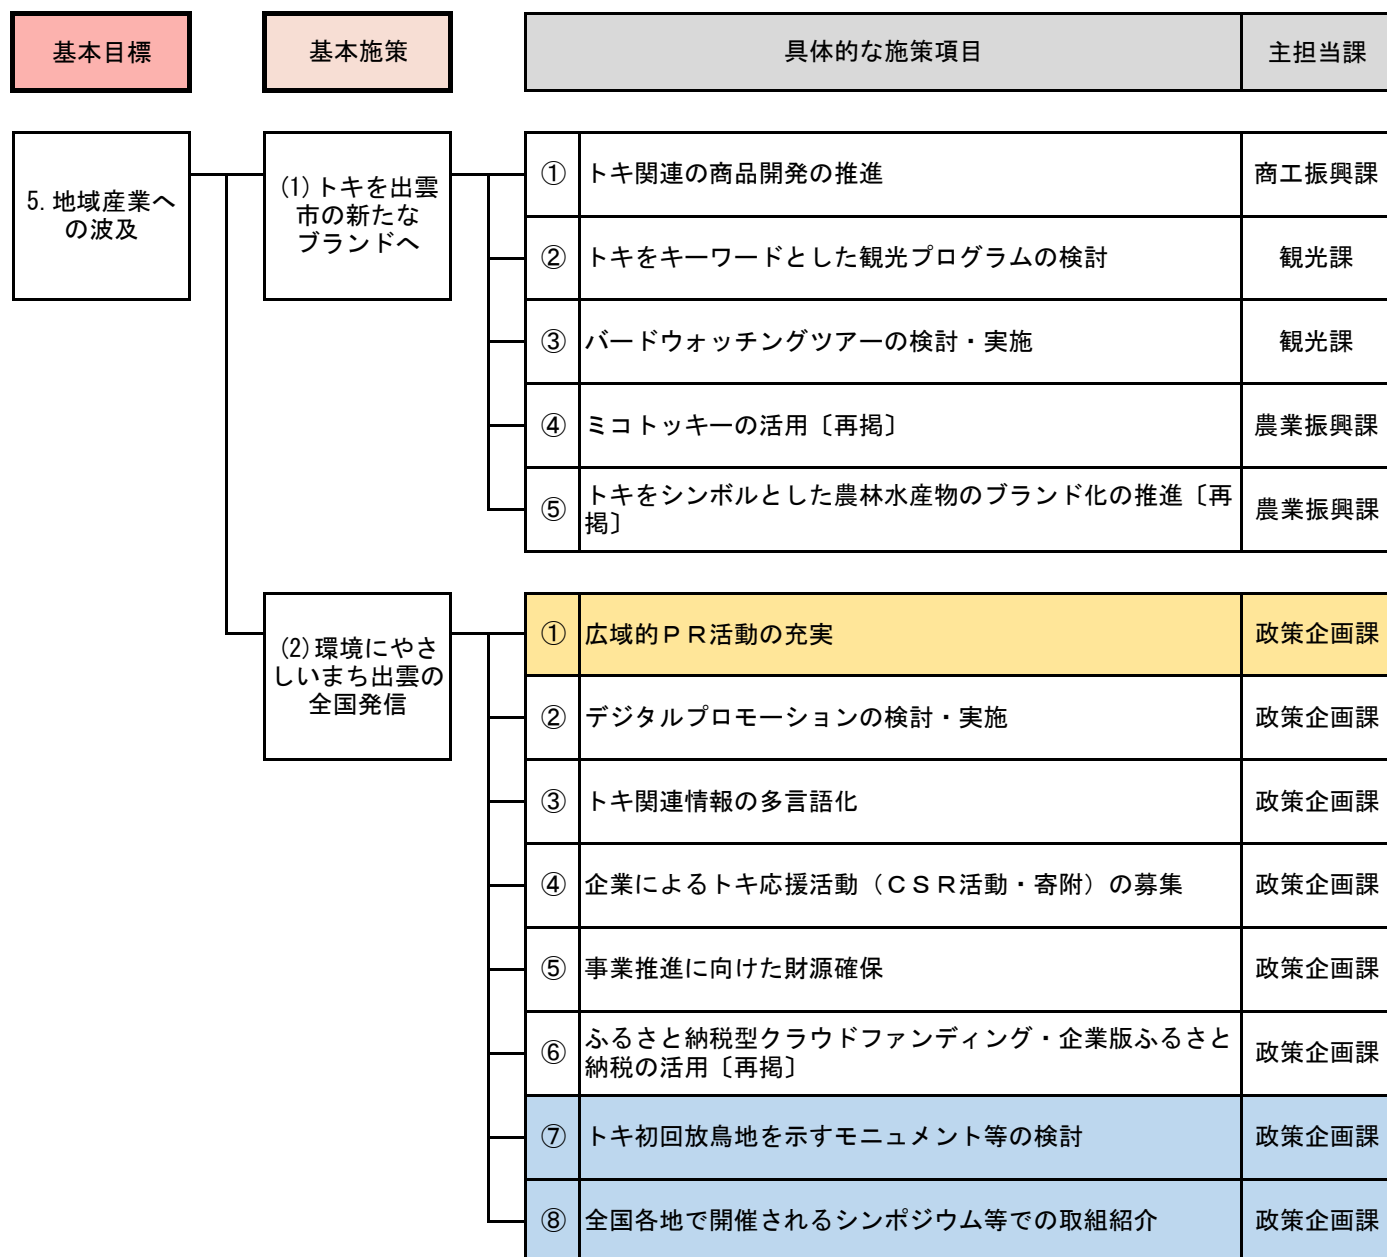 基本目標
基本施策
具体的な施策項目
主担当課
5. 地域産業へ
の波及
(1)トキを出雲
市の新たな
ブランドへ
① トキ関連の商品開発の推進 商工振興課
② トキをキーワードとした観光プログラムの検討 観光課
③ バードウォッチングツアーの検討・実施 観光課
④ ミコトッキーの活用〔再掲〕 農業振興課
⑤ トキをシンボルとした農林水産物のブランド化の推進〔再
掲〕 農業振興課
(2)環境にやさ
しいまち出雲の
全国発信
① 広域的ＰＲ活動の充実 政策企画課
② デジタルプロモーションの検討・実施 政策企画課
③ トキ関連情報の多言語化 政策企画課
④ 企業によるトキ応援活動（ＣＳＲ活動・寄附）の募集 政策企画課
⑤ 事業推進に向けた財源確保 政策企画課
⑥ ふるさと納税型クラウドファンディング・企業版ふるさと
納税の活用〔再掲〕 政策企画課
⑦ トキ初回放鳥地を示すモニュメント等の検討 政策企画課
⑧ 全国各地で開催されるシンポジウム等での取組紹介 政策企画課